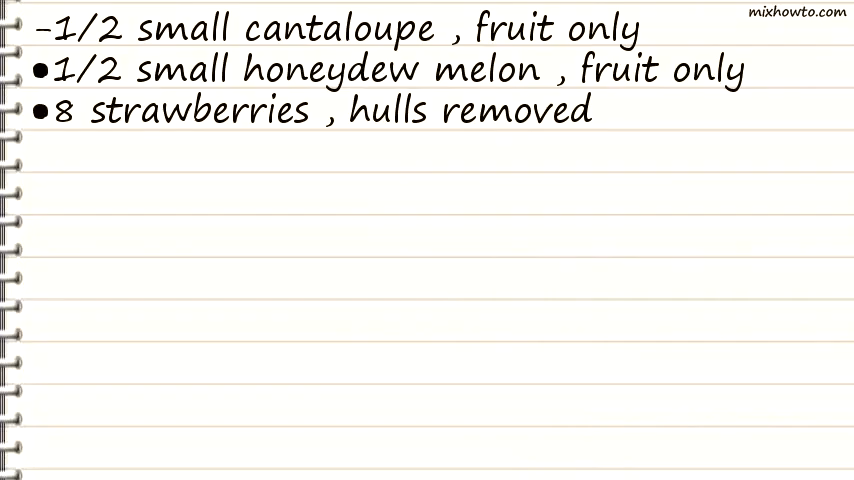 mixhowto.com
-1/2 small cantaloupe , fruit only
•1/2 small honeydew melon , fruit only
•8 strawberries , hulls removed